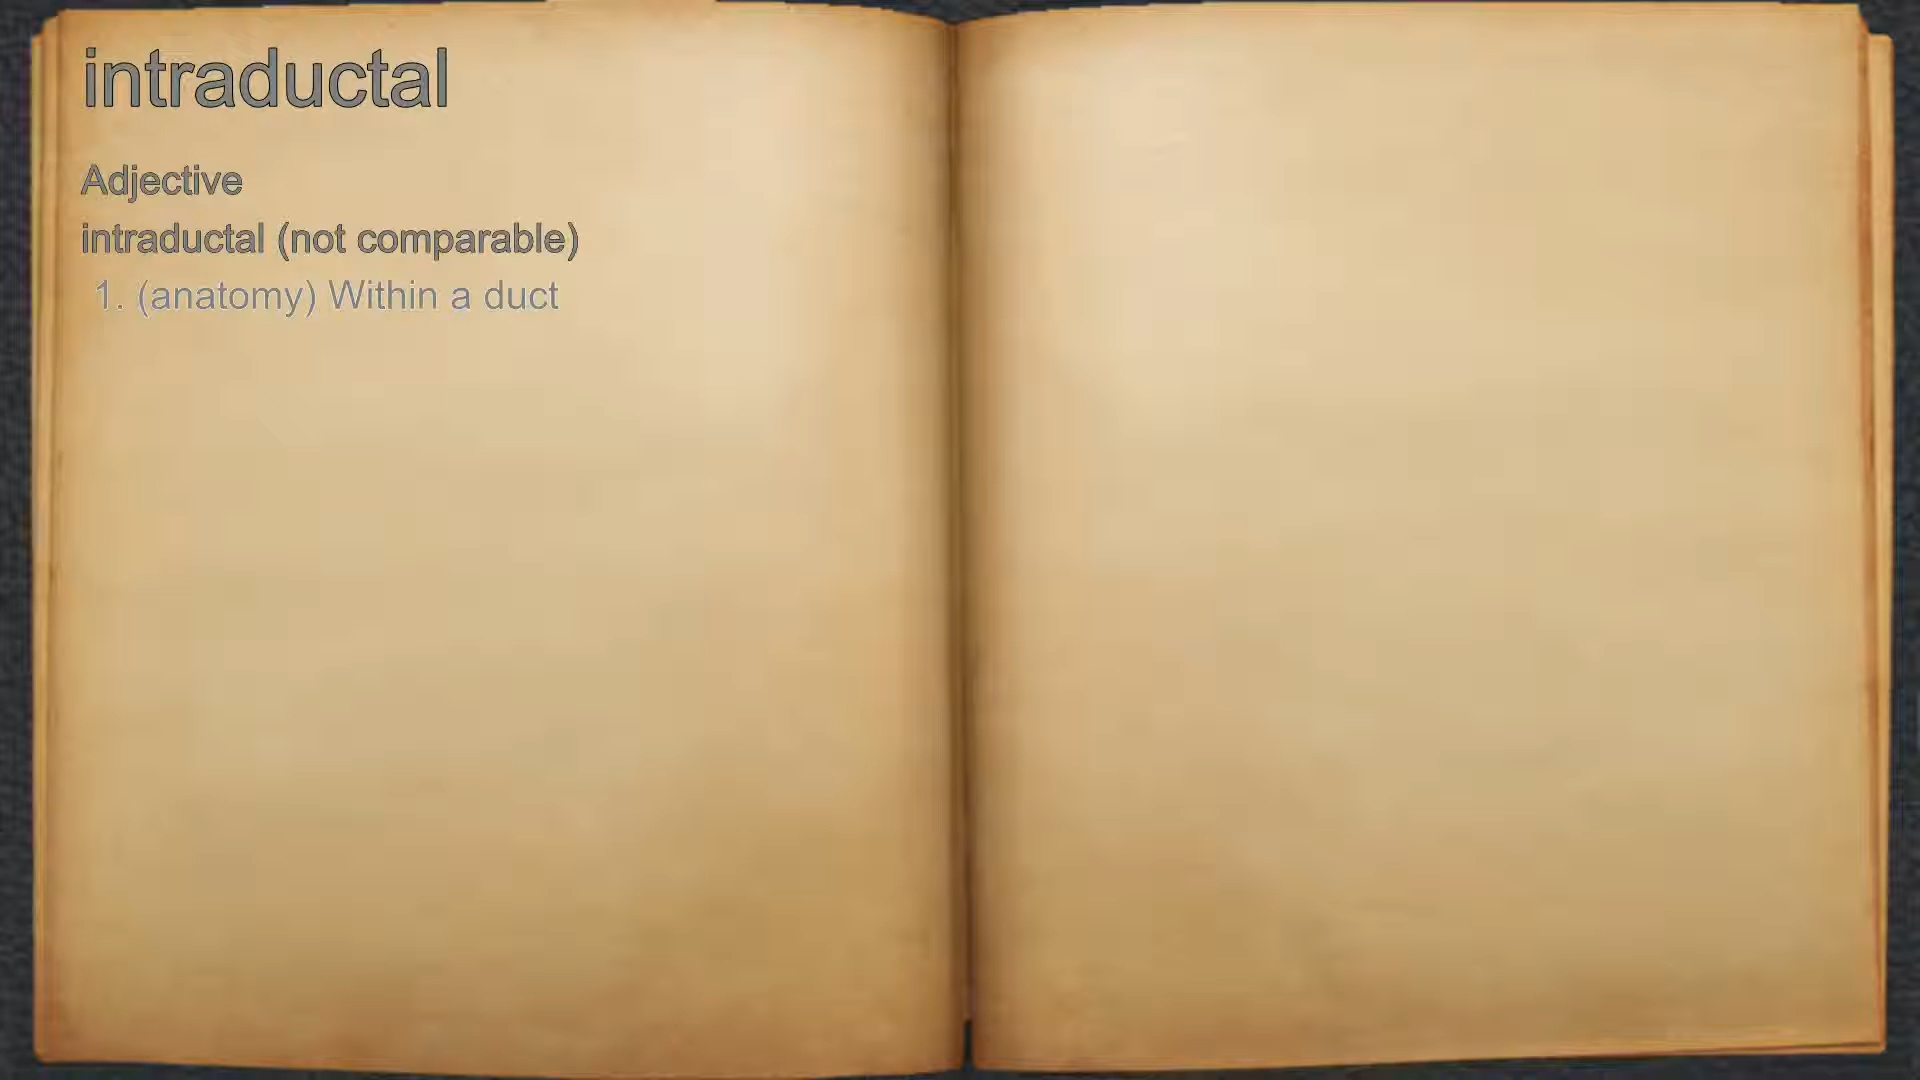 intraductal
Adjective
intraductal (not comparable)
1. (anatomy) Within a duct